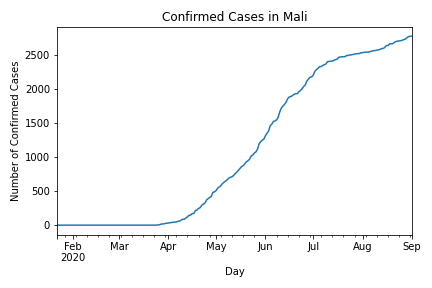 Confirmed Cases in Mali
Number of Confirmed Cases
2500
2000
1500
1000
500
0
Feb Mar Apr May Jun Jul Aug Sep
2020
Day